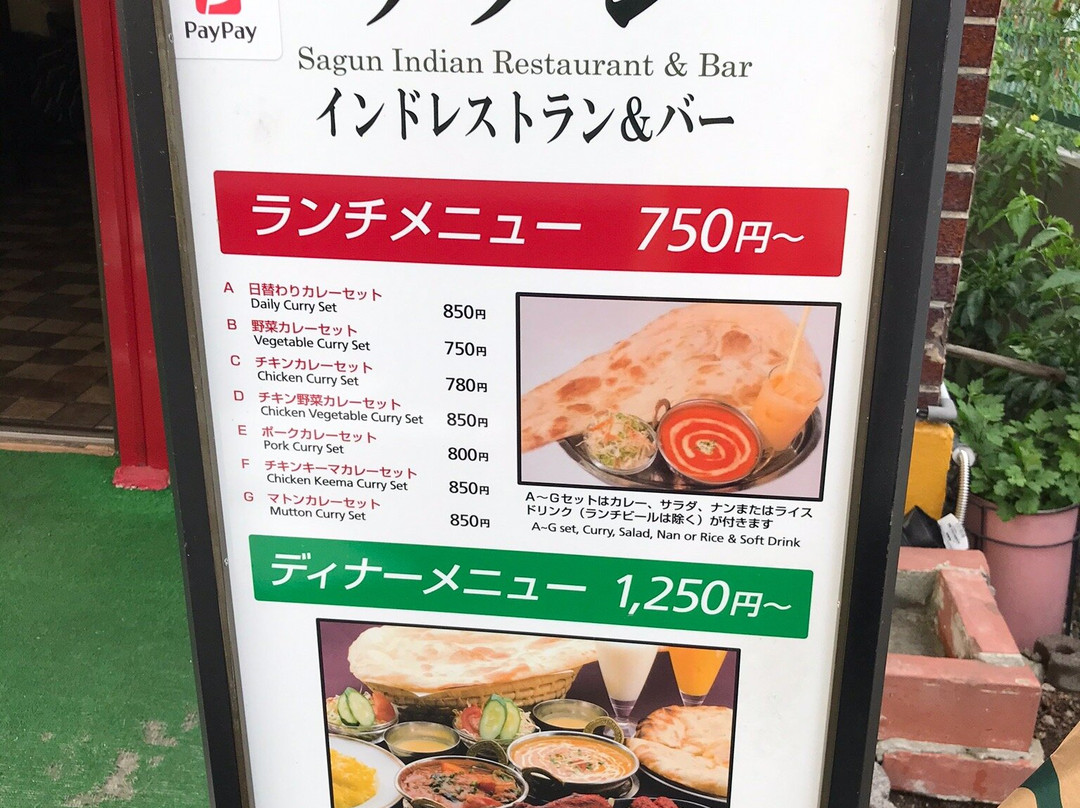 PayPay
Sagun Indian Restaurant & Bar
インドレストラン&バー
ランチメニュー 750円～
A 日替わりカレーセット
Daily Curry Set 850円
B 野菜カレーセット
Vegetable Curry Set 750円
C チキンカレーセット
Chicken Curry Set 780円
D チキン野菜カレーセット
Chicken Vegetable Curry Set 850円
E ポークカレーセット
Pork Curry Set 800円
F チキンキーマカレーセット
Chicken Keema Curry Set 850円
G マトンカレーセット
Mutton Curry Set 850円
A～Gセットはカレー、サラダ、ナンまたはライス
ドリンク（ランチビールは除く）が付きます
A~G set, Curry, Salad, Nan or Rice & Soft Drink
ディナーメニュー 1,250円～